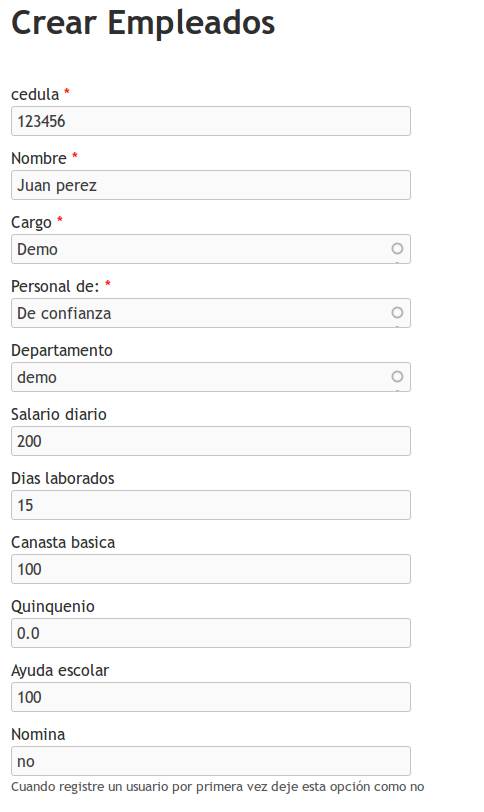 Crear Empleados
cedula *
123456
Nombre *
Juan perez
Cargo *
Demo
Personal de: *
De confianza
Departamento
demo
Salario diario
200
Dias laborados
15
Canasta basica
100
Quinquenio
0.0
Ayuda escolar
100
Nomina
no
Cuando registre un usuario por primera vez deje esta opción como no